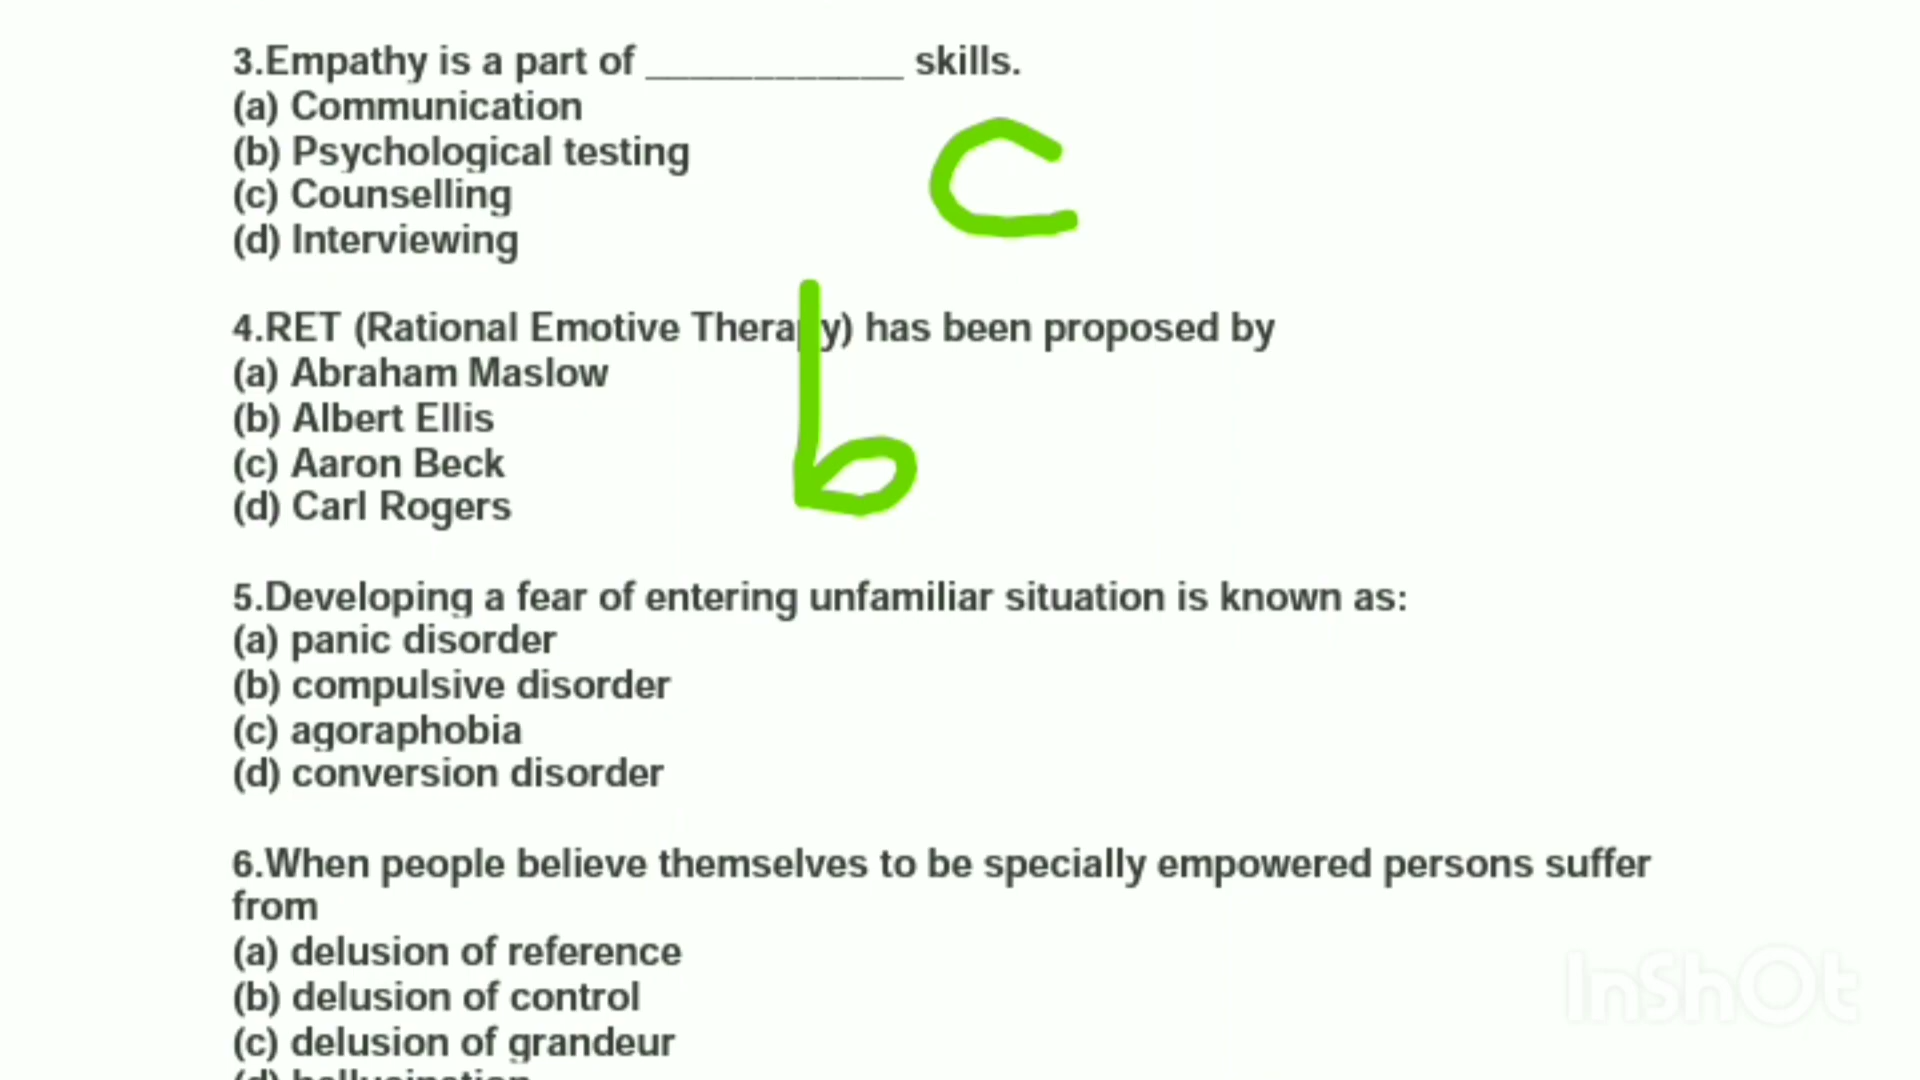 3.Empathy is a part of ____________ skills.
(a) Communication
(b) Psychological testing
(c) Counselling
(d) Interviewing
c
4.RET (Rational Emotive Therapy) has been proposed by
(a) Abraham Maslow
(b) Albert Ellis
(c) Aaron Beck
(d) Carl Rogers
b
5.Developing a fear of entering unfamiliar situation is known as:
(a) panic disorder
(b) compulsive disorder
(c) agoraphobia
(d) conversion disorder
6.When people believe themselves to be specially empowered persons suffer
from
(a) delusion of reference
(b) delusion of control
(c) delusion of grandeur
(d) hallucination
InShOt